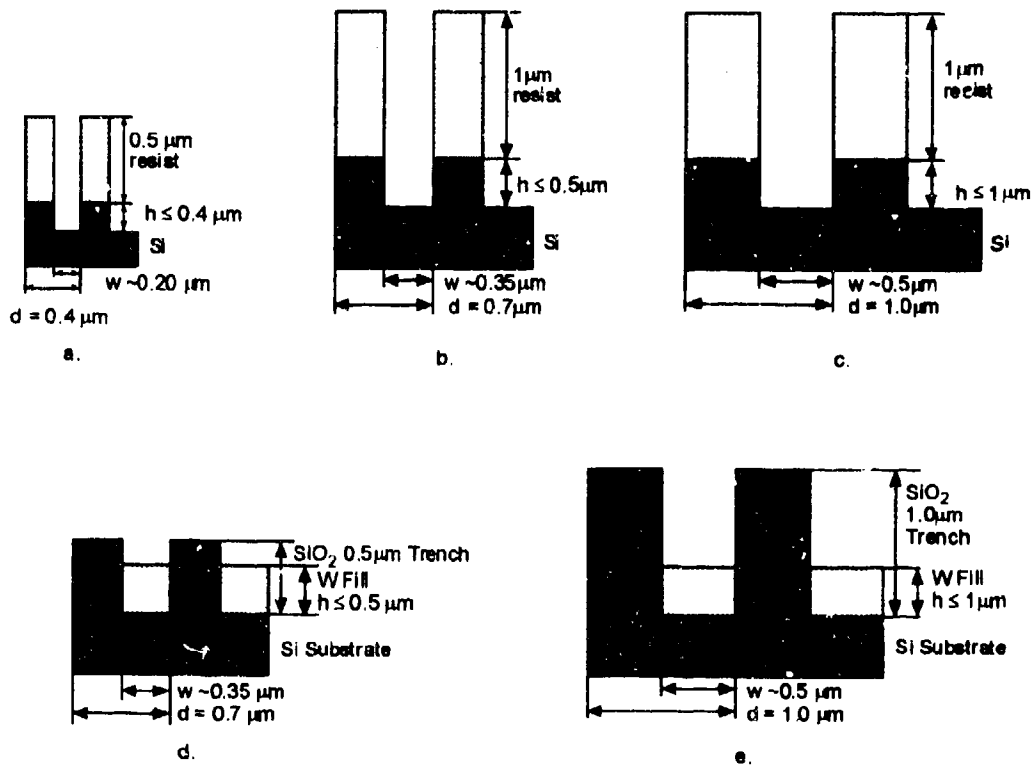 0.5 μm
resist
h ≤ 0.4 μm
Si
w ~0.20 μm
d = 0.4 μm
a.
1μm
resist
h ≤ 0.5μm
Si
w ~0.35μm
d = 0.7μm
b.
1μm
resist
h ≤ 1μm
Si
w ~0.5μm
d = 1.0μm
c.
SiO₂ 0.5μm Trench
W Fill
h ≤ 0.5 μm
Si Substrate
w ~0.35 μm
d = 0.7 μm
d.
SiO₂
1.0μm
Trench
W Fill
h ≤ 1μm
Si Substrate
w ~0.5 μm
d = 1.0 μm
e.